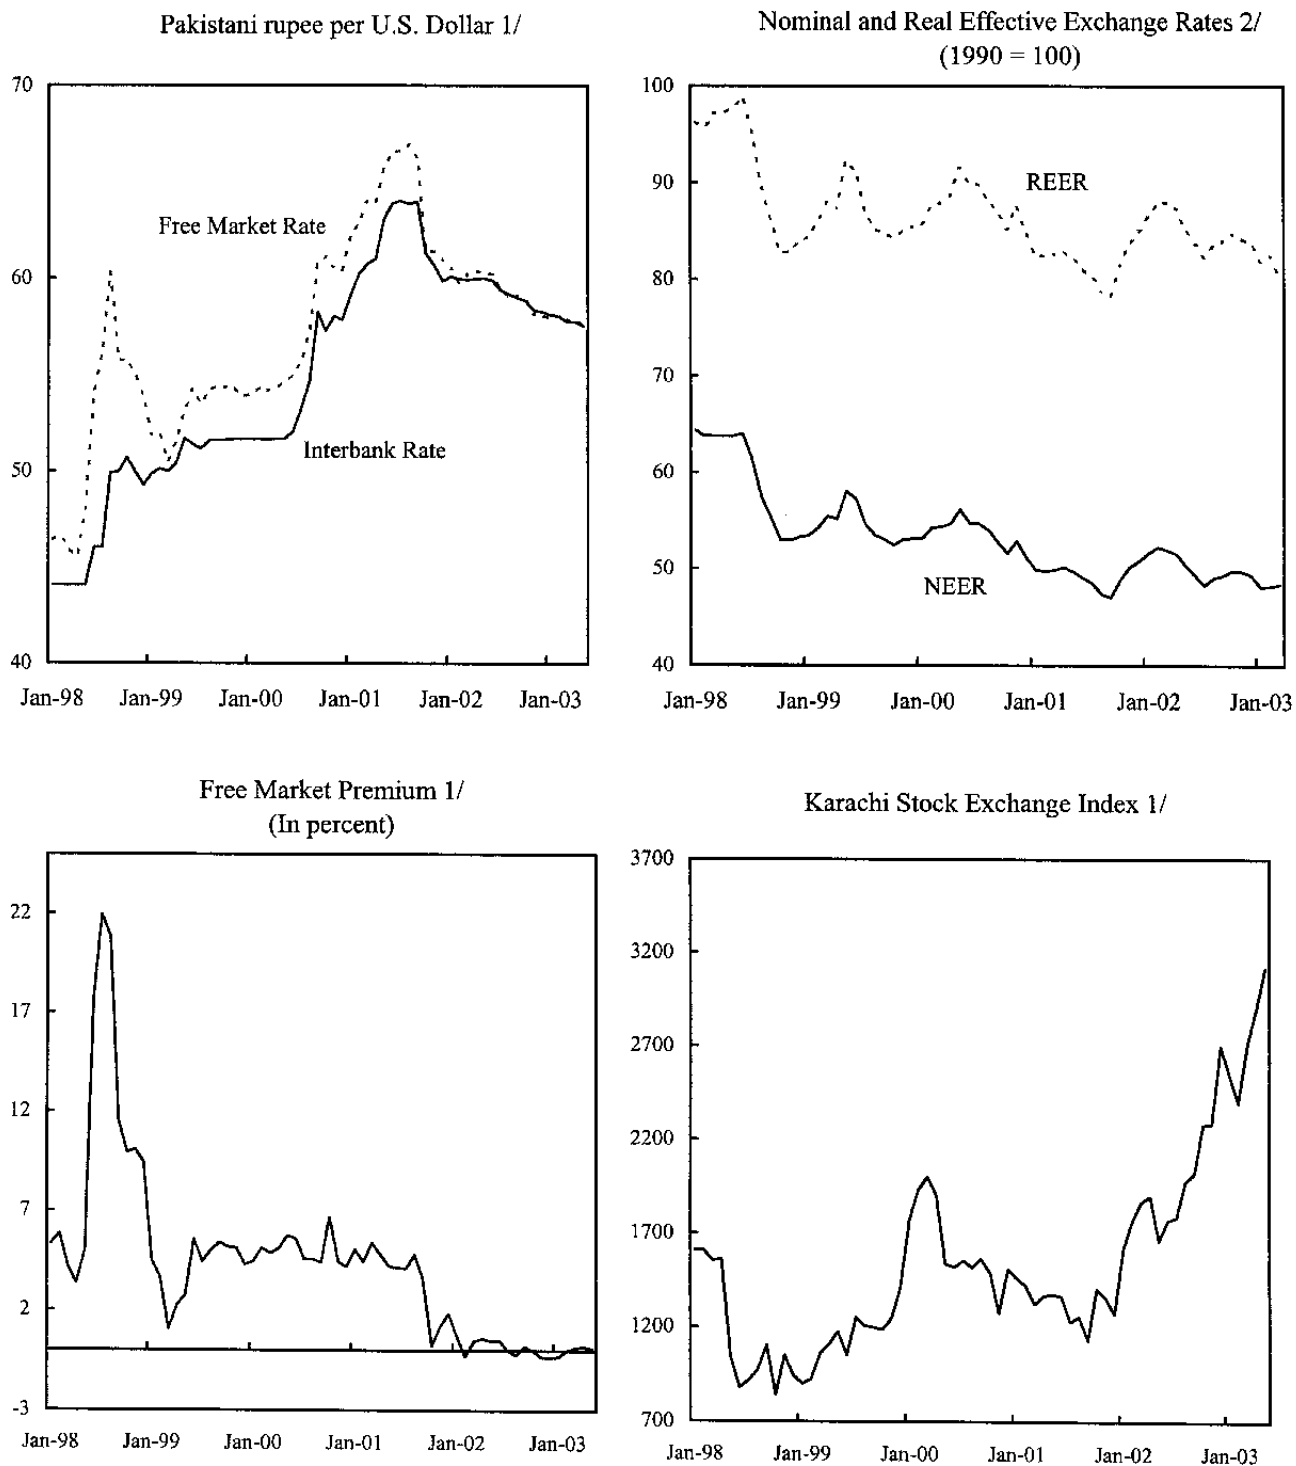 Pakistani rupee per U.S. Dollar 1/
70
60
50
40
Free Market Rate
Interbank Rate
Jan-98 Jan-99 Jan-00 Jan-01 Jan-02 Jan-03
Nominal and Real Effective Exchange Rates 2/
(1990 = 100)
100
90
80
70
60
50
40
REER
NEER
Jan-98 Jan-99 Jan-00 Jan-01 Jan-02 Jan-03
Free Market Premium 1/
(In percent)
22
17
12
7
2
-3
Jan-98 Jan-99 Jan-00 Jan-01 Jan-02 Jan-03
Karachi Stock Exchange Index 1/
3700
3200
2700
2200
1700
1200
700
Jan-98 Jan-99 Jan-00 Jan-01 Jan-02 Jan-03